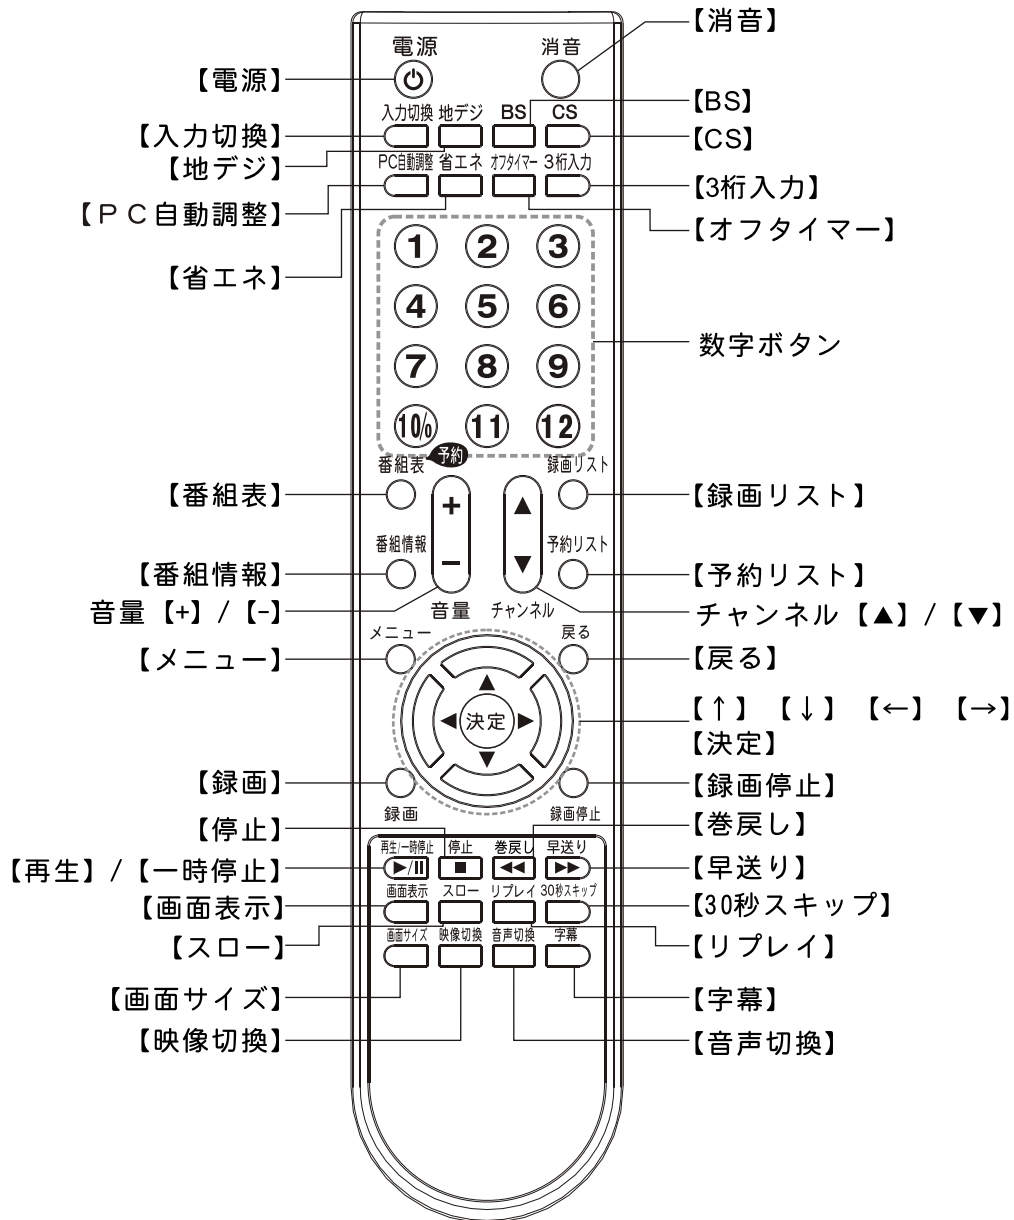 【消音】
電源 消音
【電源】
入力切換 地デジ BS CS
【BS】
【入力切換】
【CS】
【地デジ】
PC自動調整 省エネ オフタイマー 3桁入力
【3桁入力】
【PC自動調整】
【オフタイマー】
【省エネ】
1 2 3
4 5 6
数字ボタン
7 8 9
10/0 11 12
番組表 予約 録画リスト
【番組表】
+ ▲
【録画リスト】
番組情報 予約リスト
【番組情報】
− ▼
【予約リスト】
音量【+】/【-】
音量 チャンネル
チャンネル【▲】/【▼】
メニュー 戻る
【メニュー】
【戻る】
▲
◀ 決定 ▶
▼
【↑】 【↓】 【←】 【→】
【決定】
【録画】
【録画停止】
録画 録画停止
【停止】
【巻戻し】
再生/一時停止 停止 巻戻し 早送り
【再生】/【一時停止】
▶/II ■ ◀◀ ▶▶
【早送り】
画面表示 スロー リプレイ 30秒スキップ
【画面表示】
【30秒スキップ】
画面サイズ 映像切換 音声切換 字幕
【スロー】
【リプレイ】
【画面サイズ】
【字幕】
【映像切換】
【音声切換】